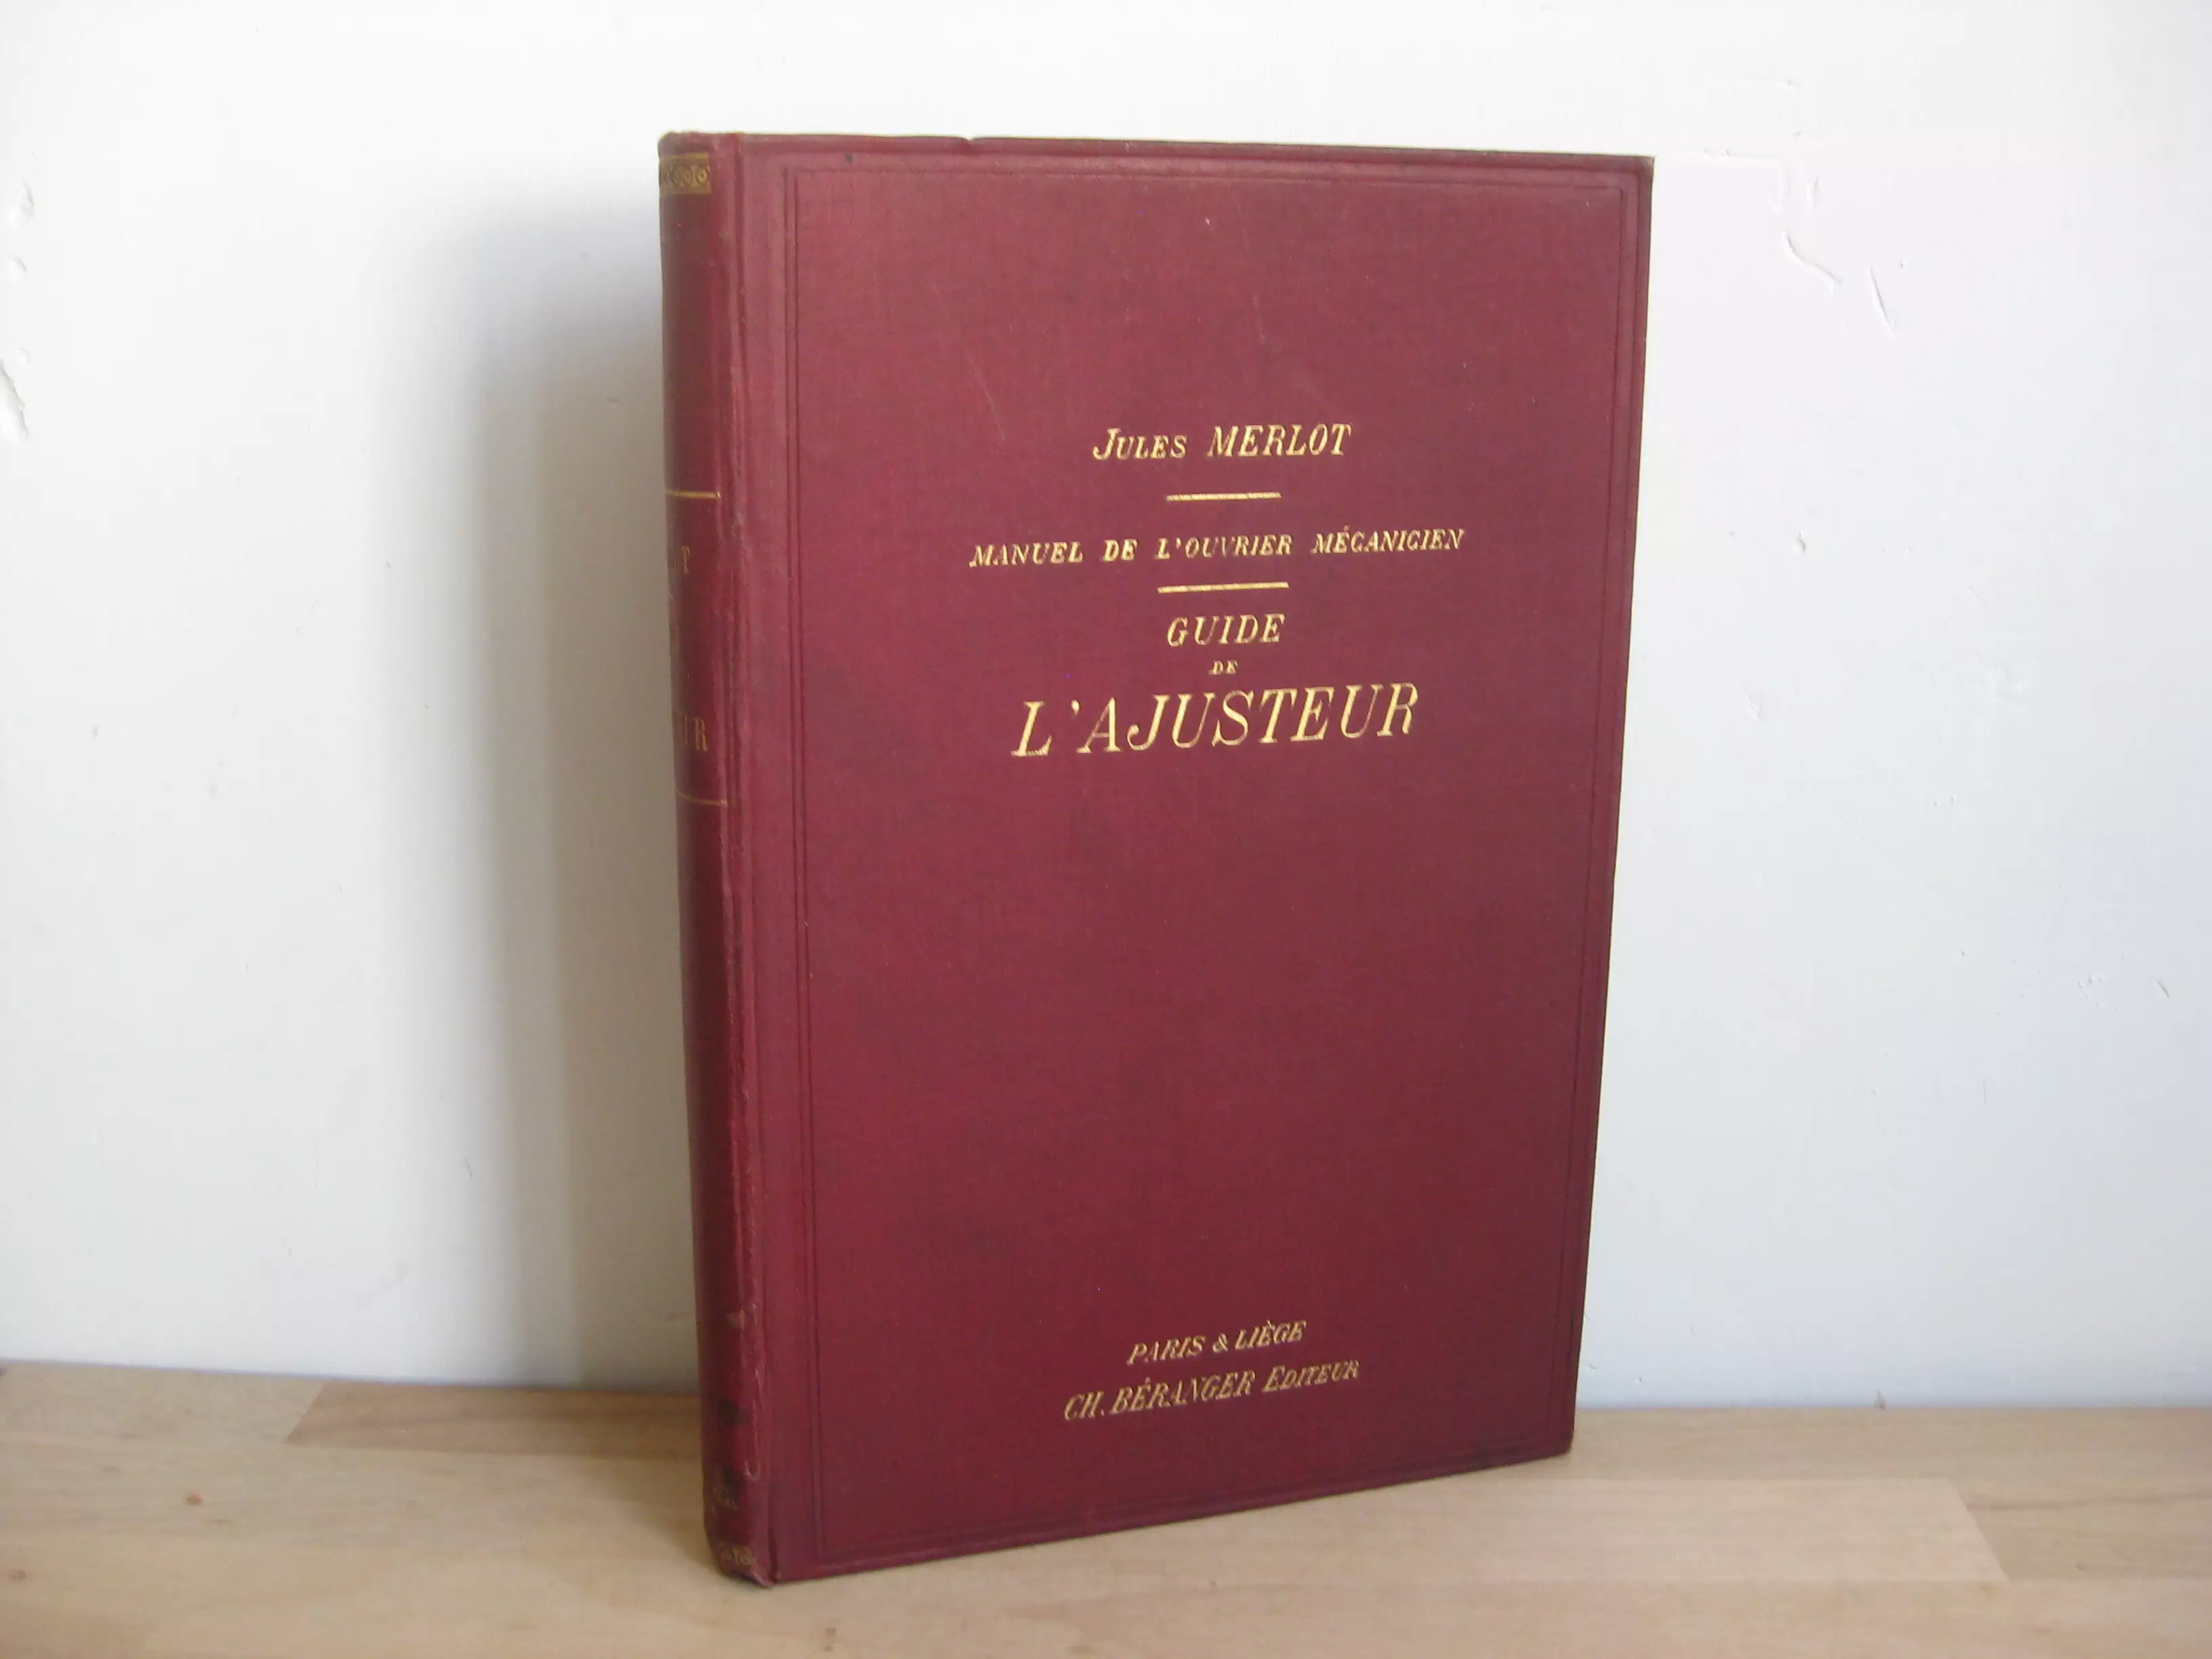 JULES MERLOT
MANUEL DE L'OUVRIER MÉCANICIEN
GUIDE
DE
L'AJUSTEUR
PARIS & LIÈGE
CH. BÉRANGER EDITEUR